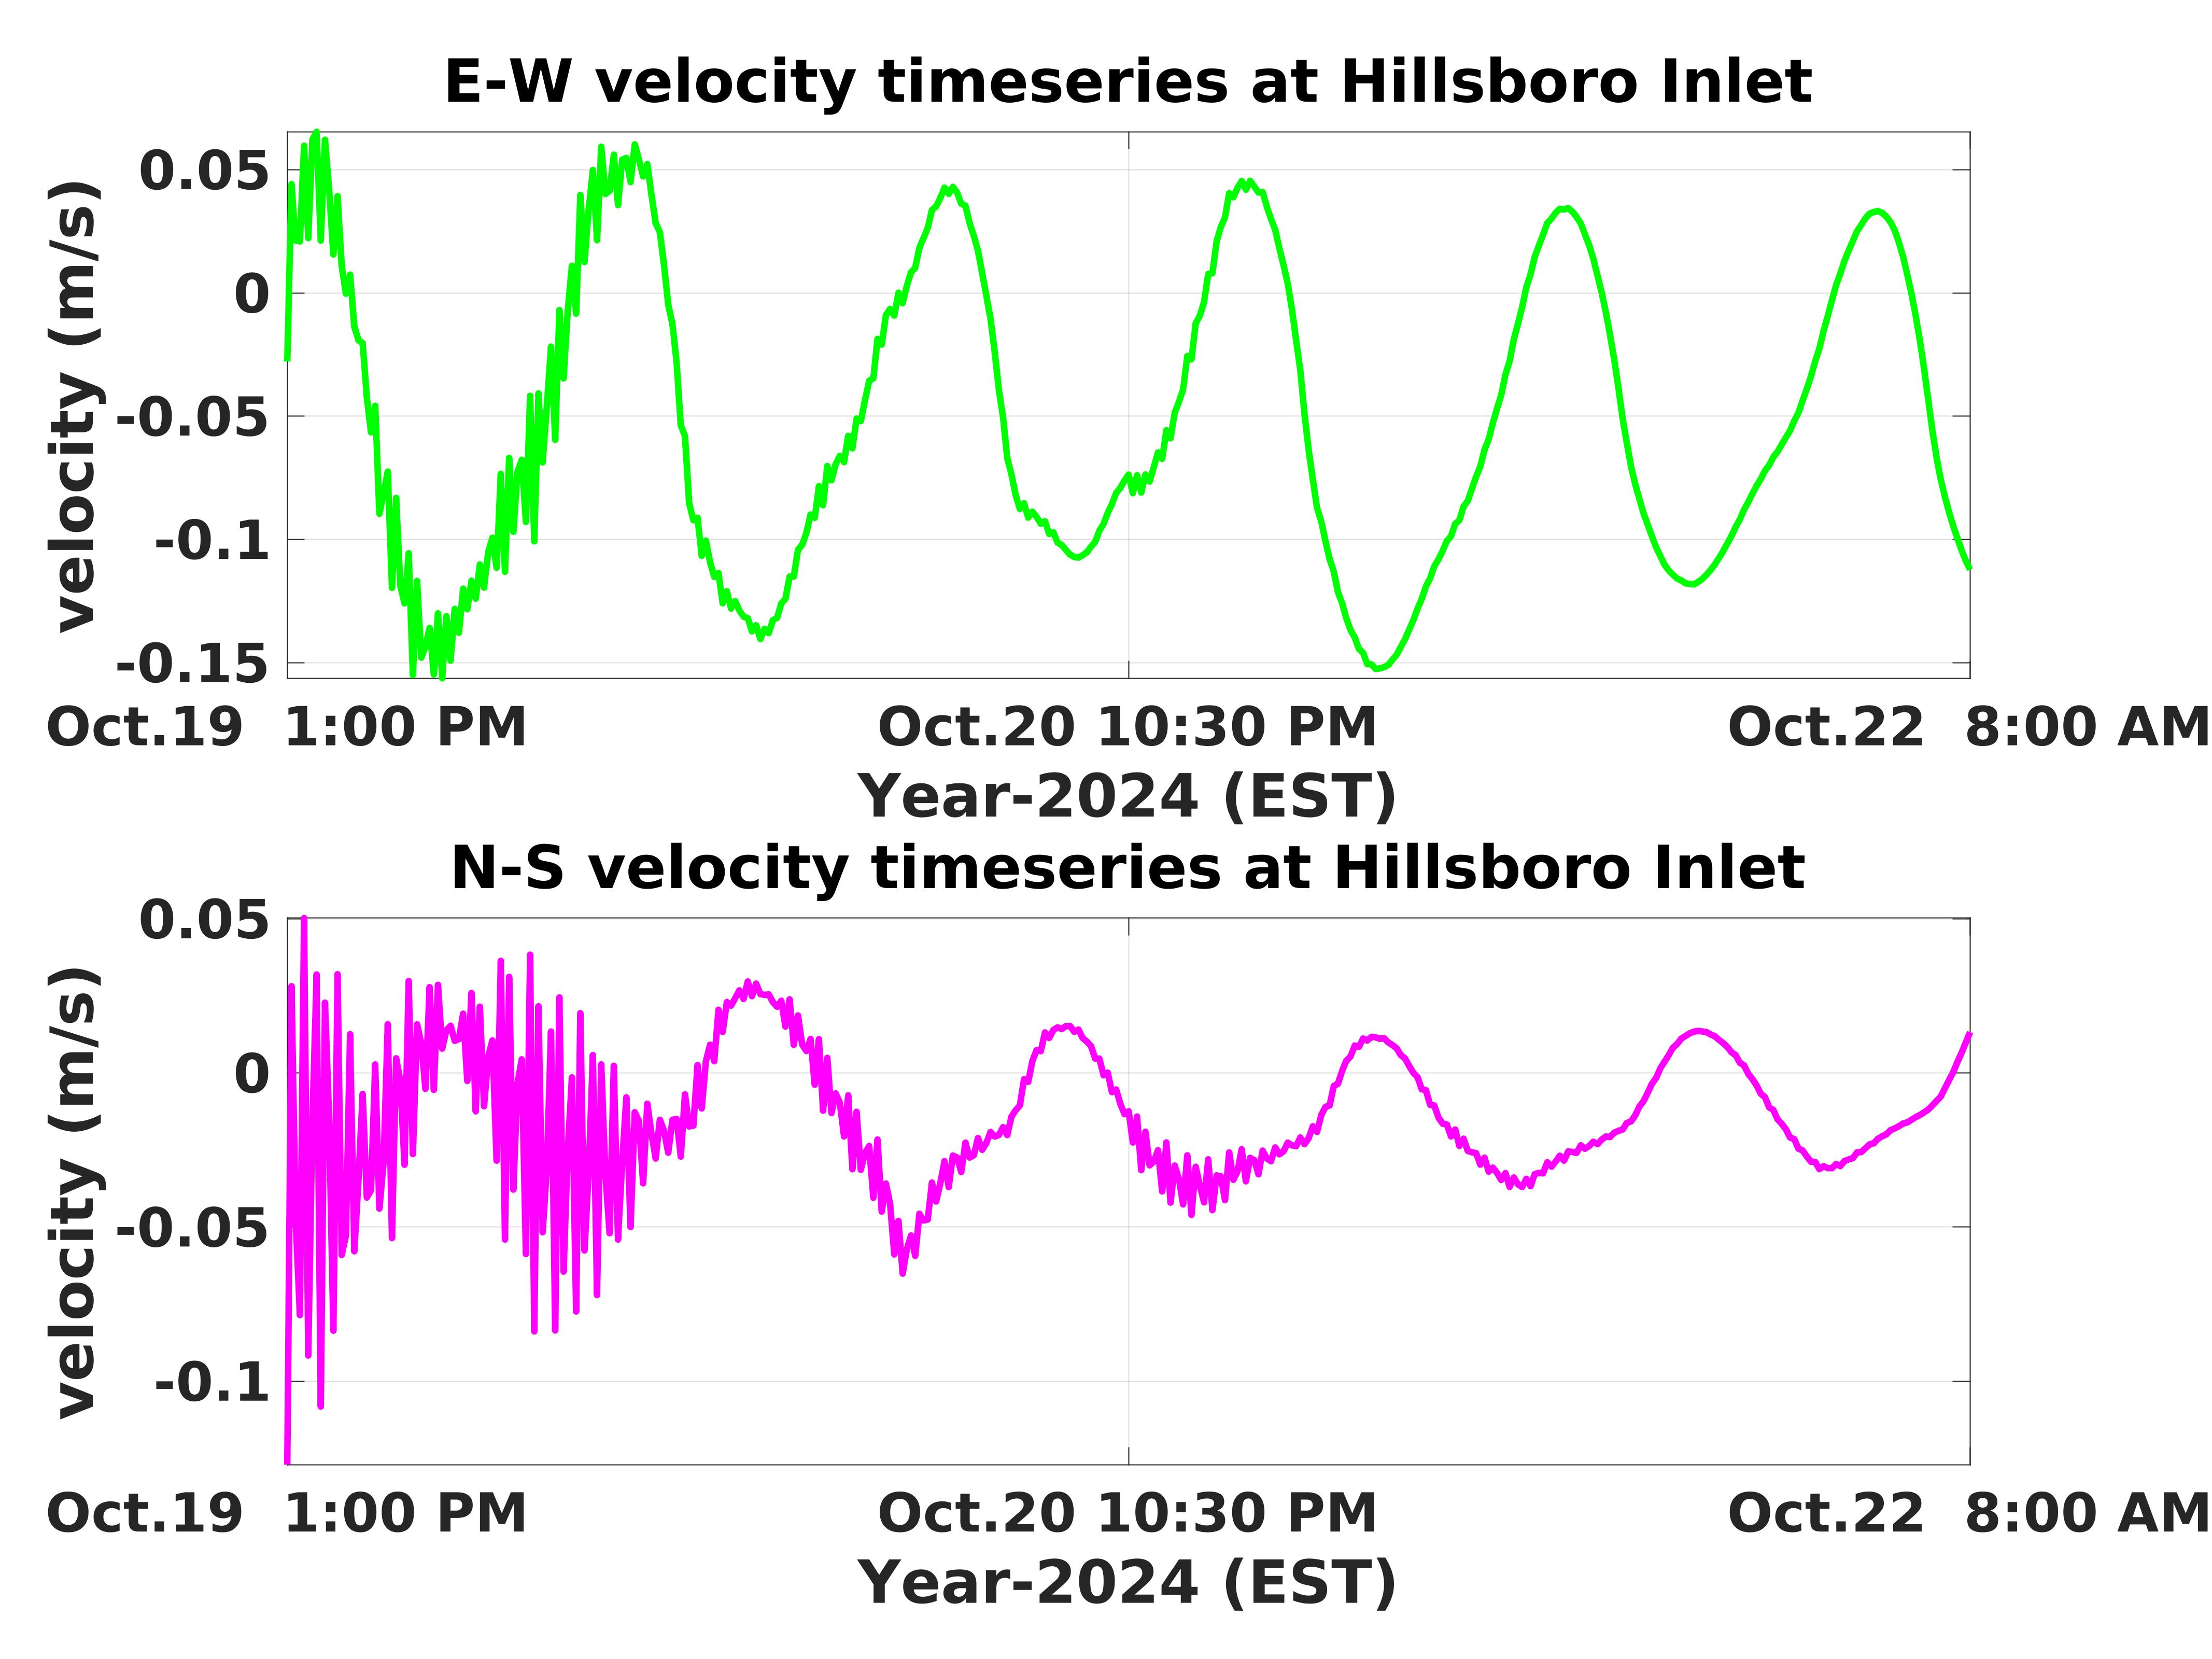 E-W velocity timeseries at Hillsboro Inlet
velocity (m/s)
0.05
0
-0.05
-0.1
-0.15
Oct.19 1:00 PM Oct.20 10:30 PM Oct.22 8:00 AM
Year-2024 (EST)
N-S velocity timeseries at Hillsboro Inlet
velocity (m/s)
0.05
0
-0.05
-0.1
Oct.19 1:00 PM Oct.20 10:30 PM Oct.22 8:00 AM
Year-2024 (EST)